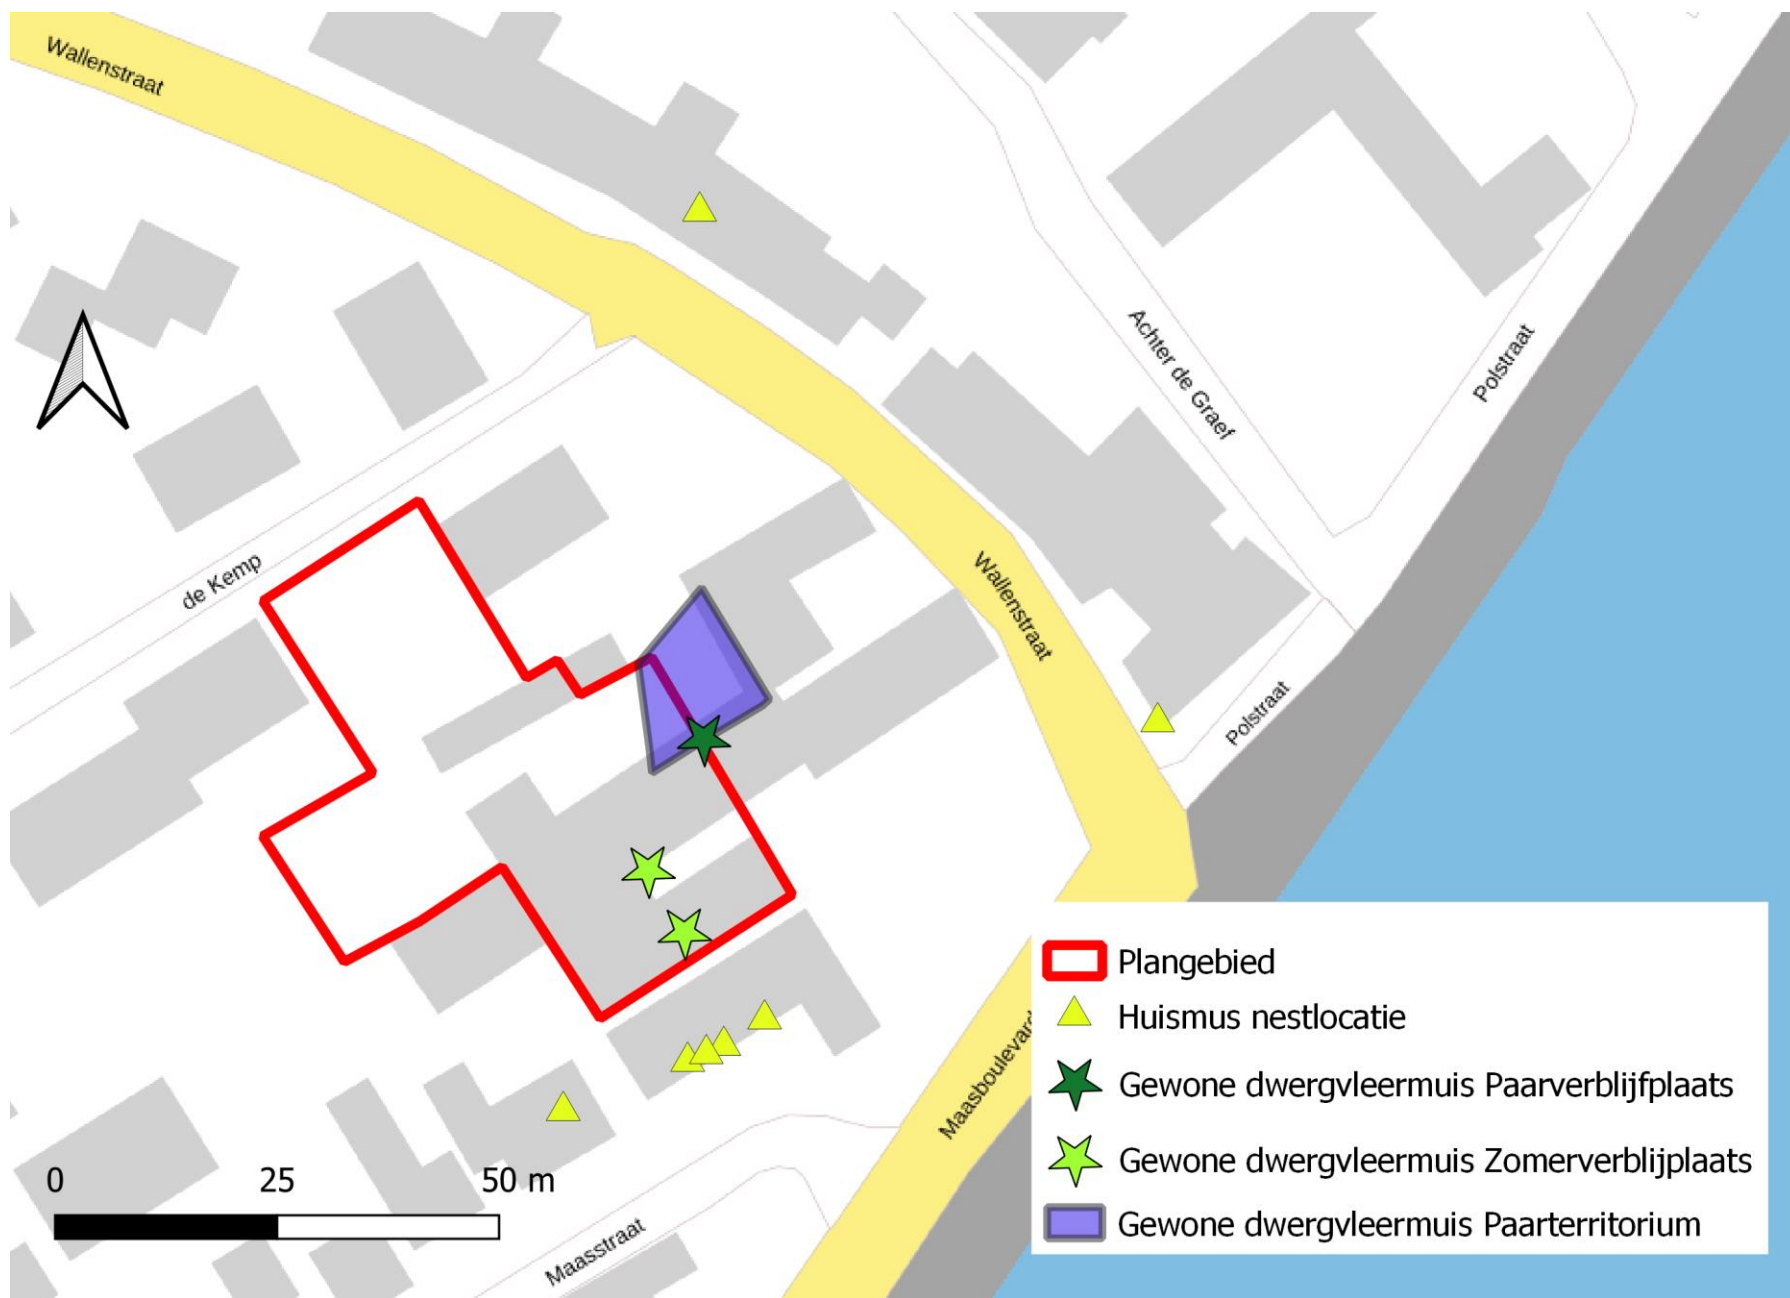 Wallenstraat
Achter de Graef
Polstraat
de Kemp
Wallenstraat
Polstraat
Maasboulevard
Maasstraat
0 25 50 m
Plangebied
Huismus nestlocatie
Gewone dwergvleermuis Paarverblijfplaats
Gewone dwergvleermuis Zomerverblijplaats
Gewone dwergvleermuis Paarterritorium